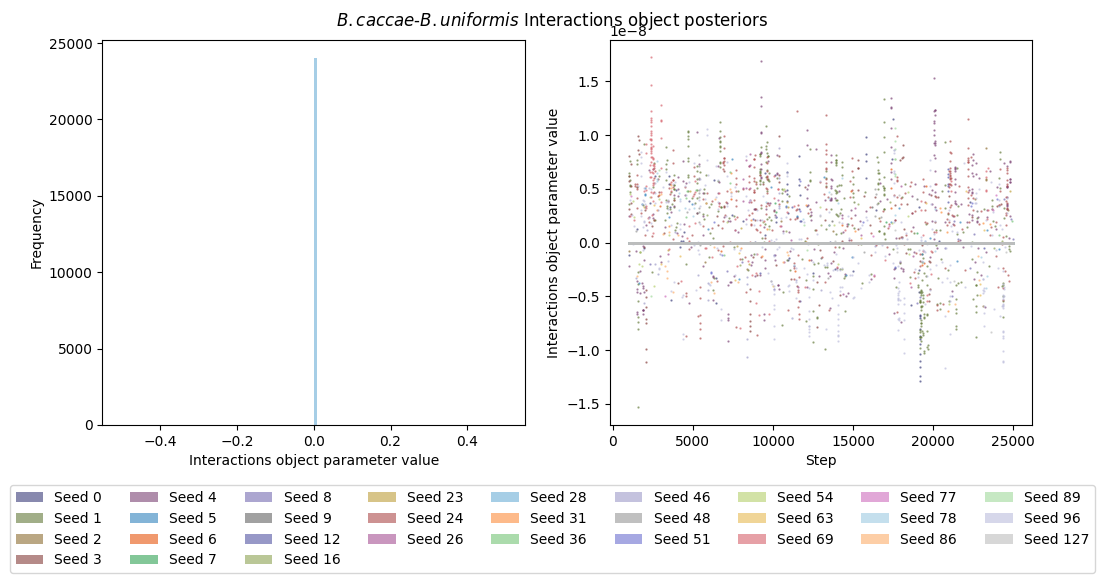 B.caccae-B.uniformis Interactions object posteriors
25000
20000
15000
10000
5000
0
Frequency
−0.4 −0.2 0.0 0.2 0.4
Interactions object parameter value
1e−8
1.5
1.0
0.5
0.0
−0.5
−1.0
−1.5
Interactions object parameter value
0 5000 10000 15000 20000 25000
Step
Seed 0 Seed 4 Seed 8 Seed 23 Seed 28 Seed 46 Seed 54 Seed 77 Seed 89
Seed 1 Seed 5 Seed 9 Seed 24 Seed 31 Seed 48 Seed 63 Seed 78 Seed 96
Seed 2 Seed 6 Seed 12 Seed 26 Seed 36 Seed 51 Seed 69 Seed 86 Seed 127
Seed 3 Seed 7 Seed 16